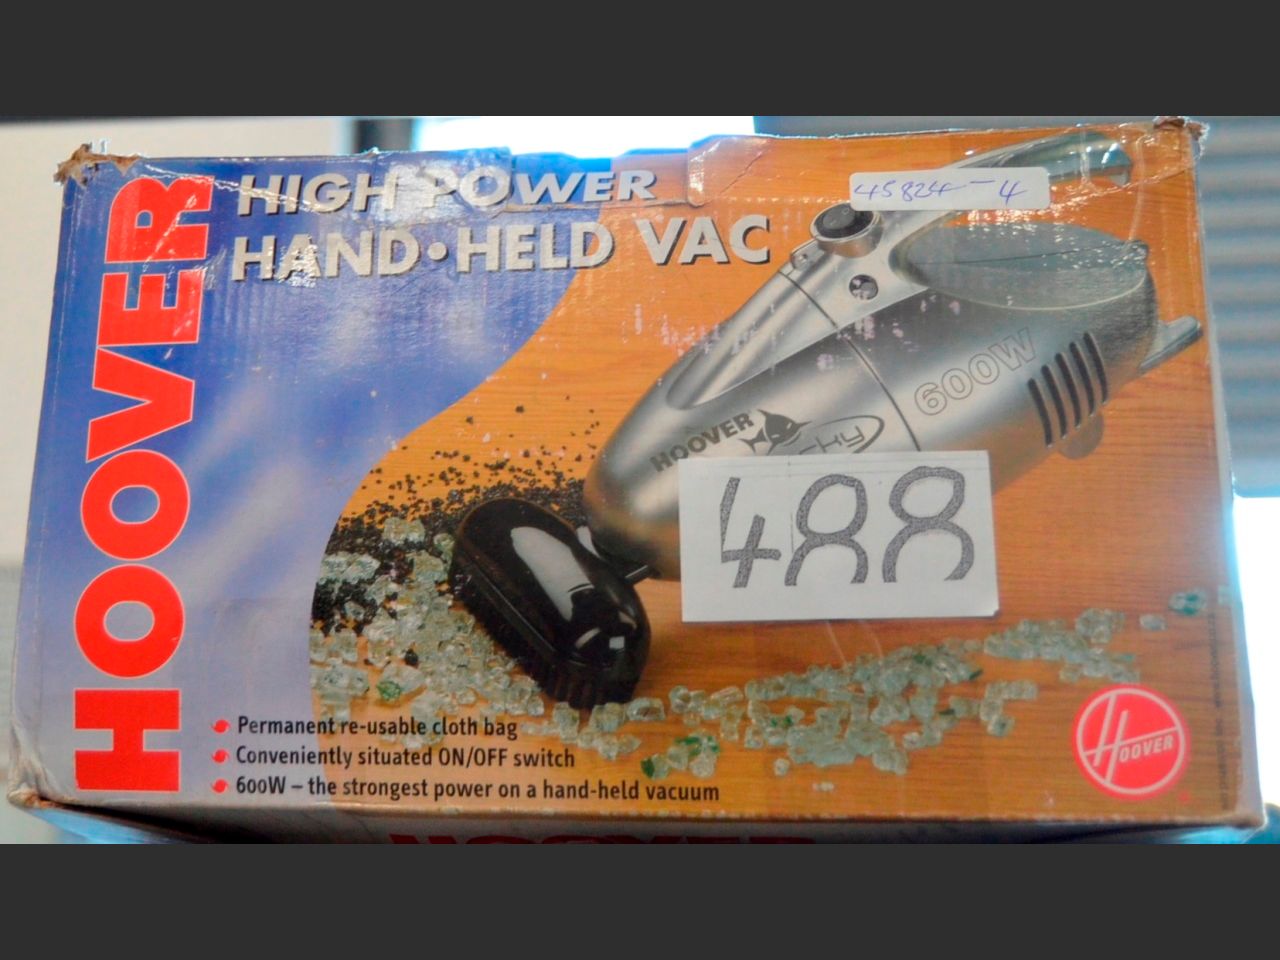 HOOVER
HIGH POWER
HAND•HELD VAC
45824-4
600W
HOOVER
488
Permanent re-usable cloth bag
Conveniently situated ON/OFF switch
600W – the strongest power on a hand-held vacuum
HOOVER
HOOVER